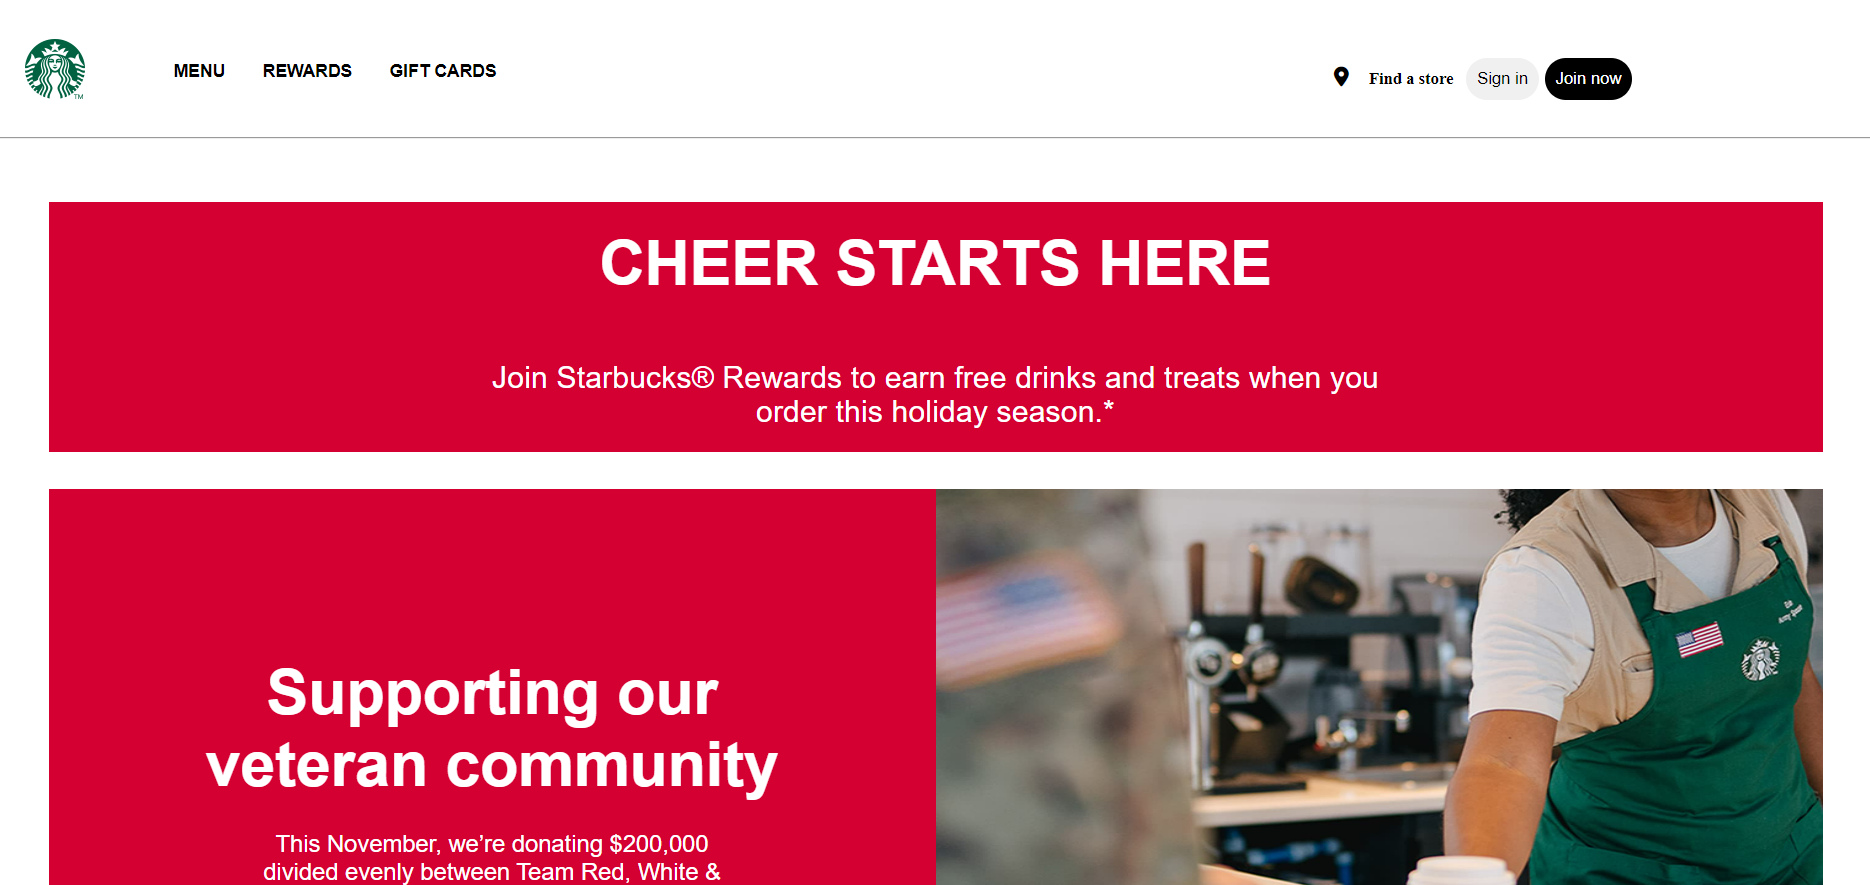 MENU REWARDS GIFT CARDS
Find a store Sign in Join now
TM
CHEER STARTS HERE
Join Starbucks® Rewards to earn free drinks and treats when you
order this holiday season.*
Supporting our
veteran community
This November, we’re donating $200,000
divided evenly between Team Red, White &